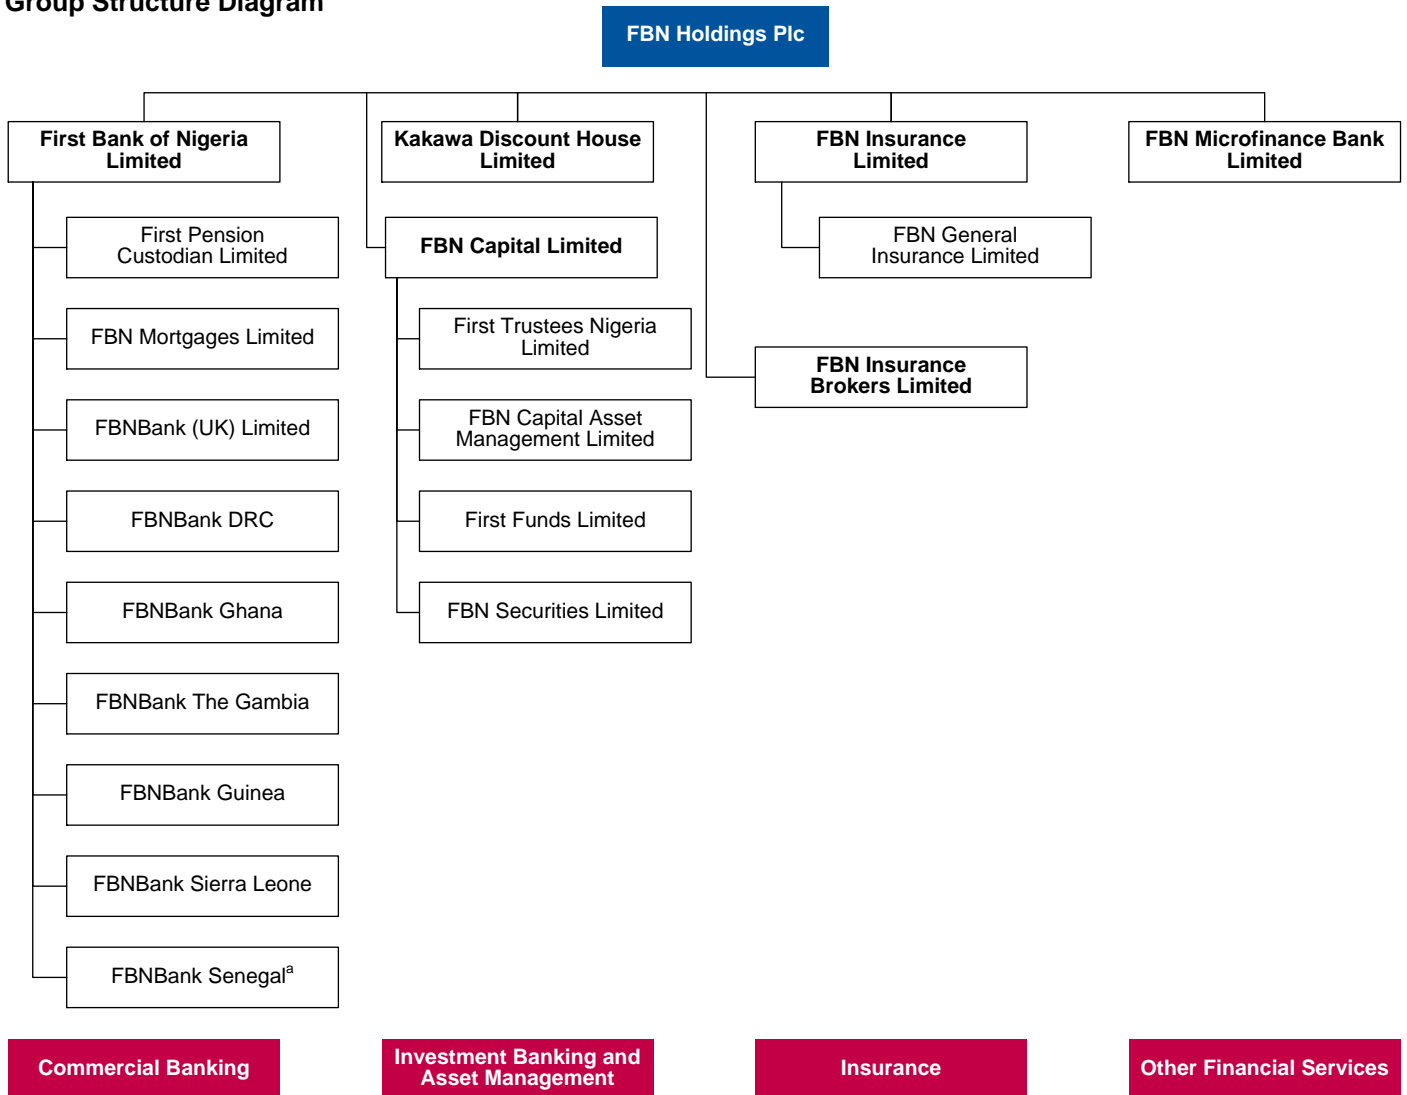 Group Structure Diagram
FBN Holdings Plc
First Bank of Nigeria
Limited
Kakawa Discount House
Limited
FBN Insurance
Limited
FBN Microfinance Bank
Limited
First Pension
Custodian Limited
FBN Capital Limited
FBN General
Insurance Limited
FBN Mortgages Limited
First Trustees Nigeria
Limited
FBN Insurance
Brokers Limited
FBNBank (UK) Limited
FBN Capital Asset
Management Limited
FBNBank DRC
First Funds Limited
FBNBank Ghana
FBN Securities Limited
FBNBank The Gambia
FBNBank Guinea
FBNBank Sierra Leone
FBNBank Senegalᵃ
Commercial Banking
Investment Banking and
Asset Management
Insurance
Other Financial Services